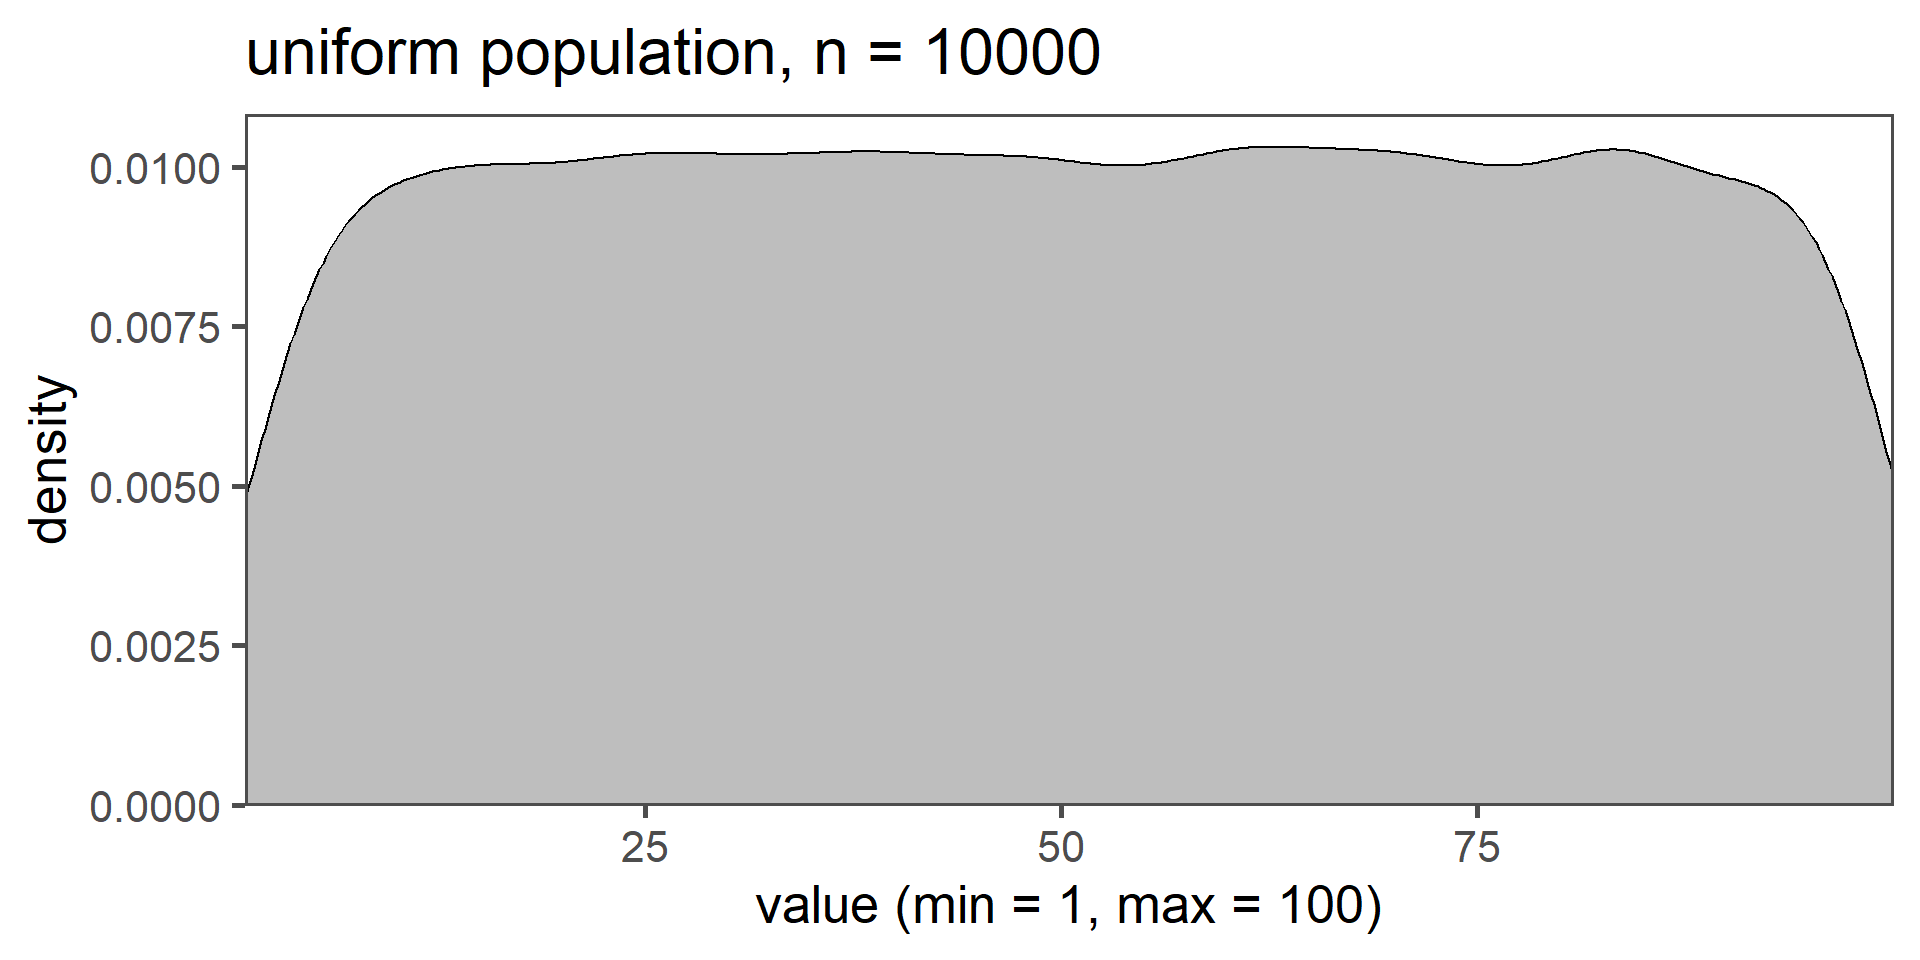 uniform population, n = 10000
0.0100
0.0075
0.0050
0.0025
0.0000
density
25
50
75
value (min = 1, max = 100)